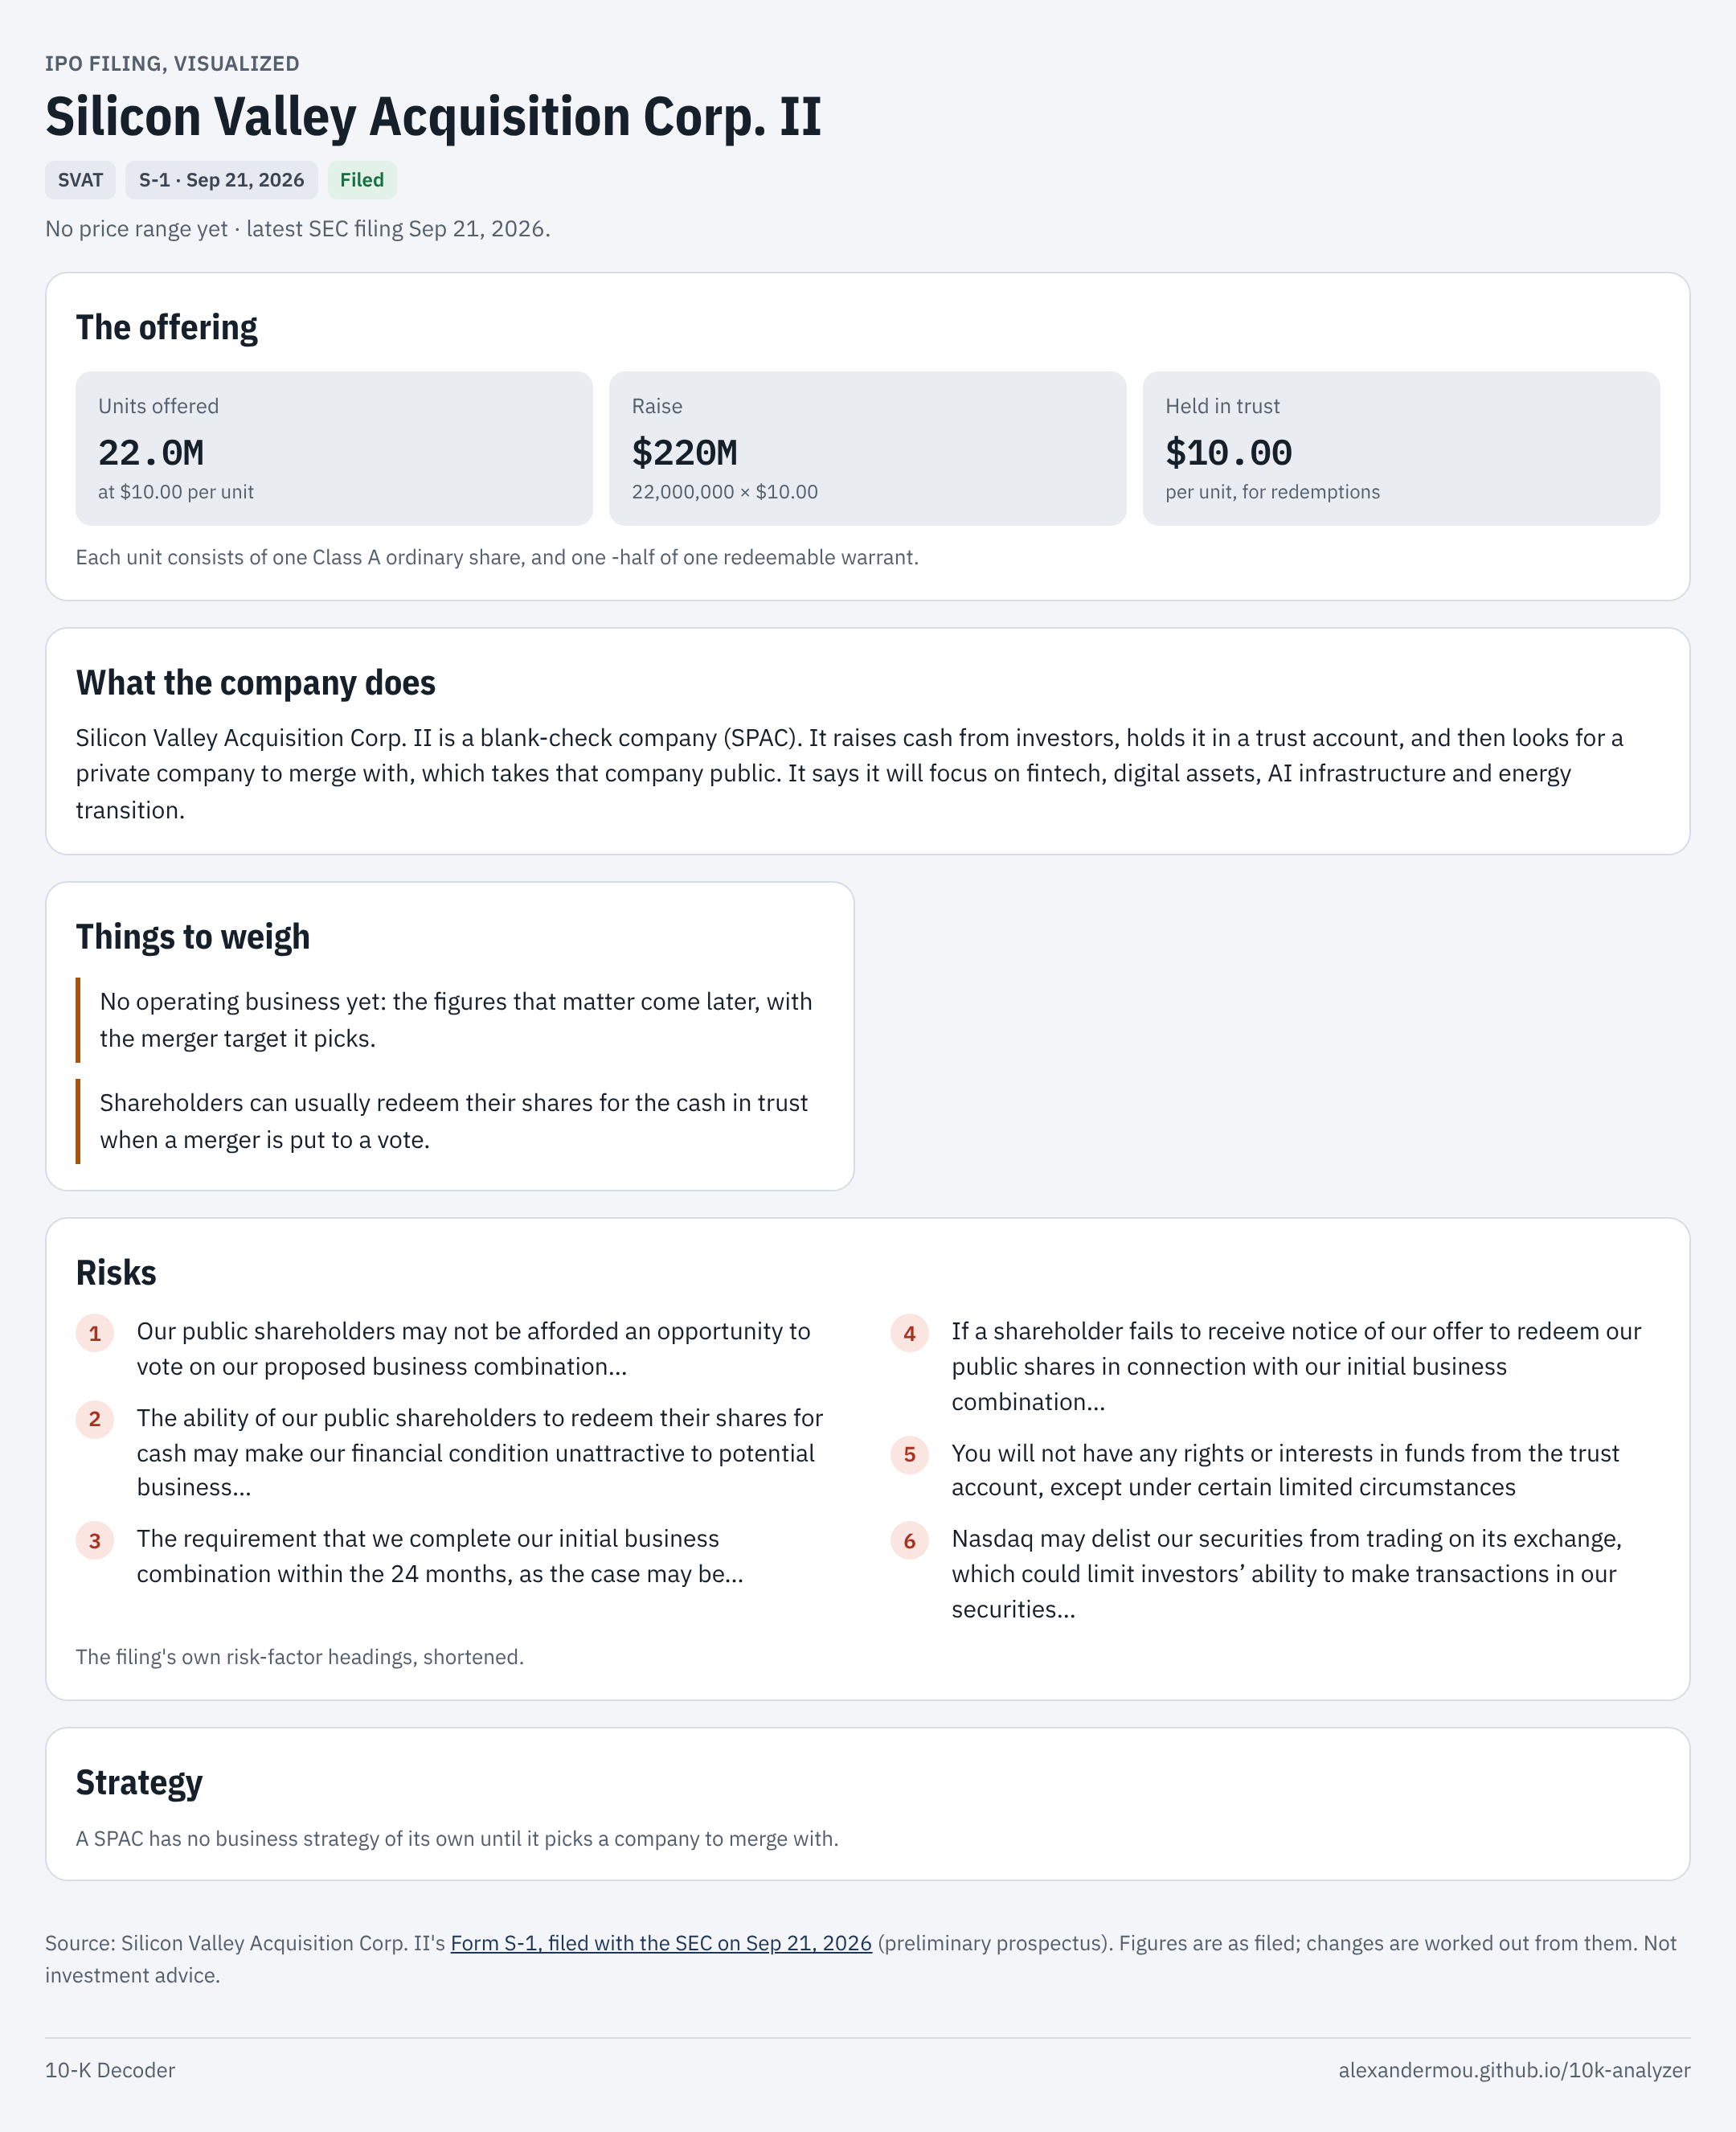 IPO FILING, VISUALIZED
Silicon Valley Acquisition Corp. II
SVAT
S-1 · Sep 21, 2026
Filed
No price range yet · latest SEC filing Sep 21, 2026.
The offering
Units offered
22.0M
at $10.00 per unit
Raise
$220M
22,000,000 × $10.00
Held in trust
$10.00
per unit, for redemptions
Each unit consists of one Class A ordinary share, and one -half of one redeemable warrant.
What the company does
Silicon Valley Acquisition Corp. II is a blank-check company (SPAC). It raises cash from investors, holds it in a trust account, and then looks for a
private company to merge with, which takes that company public. It says it will focus on fintech, digital assets, AI infrastructure and energy
transition.
Things to weigh
No operating business yet: the figures that matter come later, with
the merger target it picks.
Shareholders can usually redeem their shares for the cash in trust
when a merger is put to a vote.
Risks
1
Our public shareholders may not be afforded an opportunity to
vote on our proposed business combination…
2
The ability of our public shareholders to redeem their shares for
cash may make our financial condition unattractive to potential
business…
3
The requirement that we complete our initial business
combination within the 24 months, as the case may be…
4
If a shareholder fails to receive notice of our offer to redeem our
public shares in connection with our initial business
combination…
5
You will not have any rights or interests in funds from the trust
account, except under certain limited circumstances
6
Nasdaq may delist our securities from trading on its exchange,
which could limit investors’ ability to make transactions in our
securities…
The filing's own risk-factor headings, shortened.
Strategy
A SPAC has no business strategy of its own until it picks a company to merge with.
Source: Silicon Valley Acquisition Corp. II's Form S-1, filed with the SEC on Sep 21, 2026 (preliminary prospectus). Figures are as filed; changes are worked out from them. Not
investment advice.
10-K Decoder
alexandermou.github.io/10k-analyzer